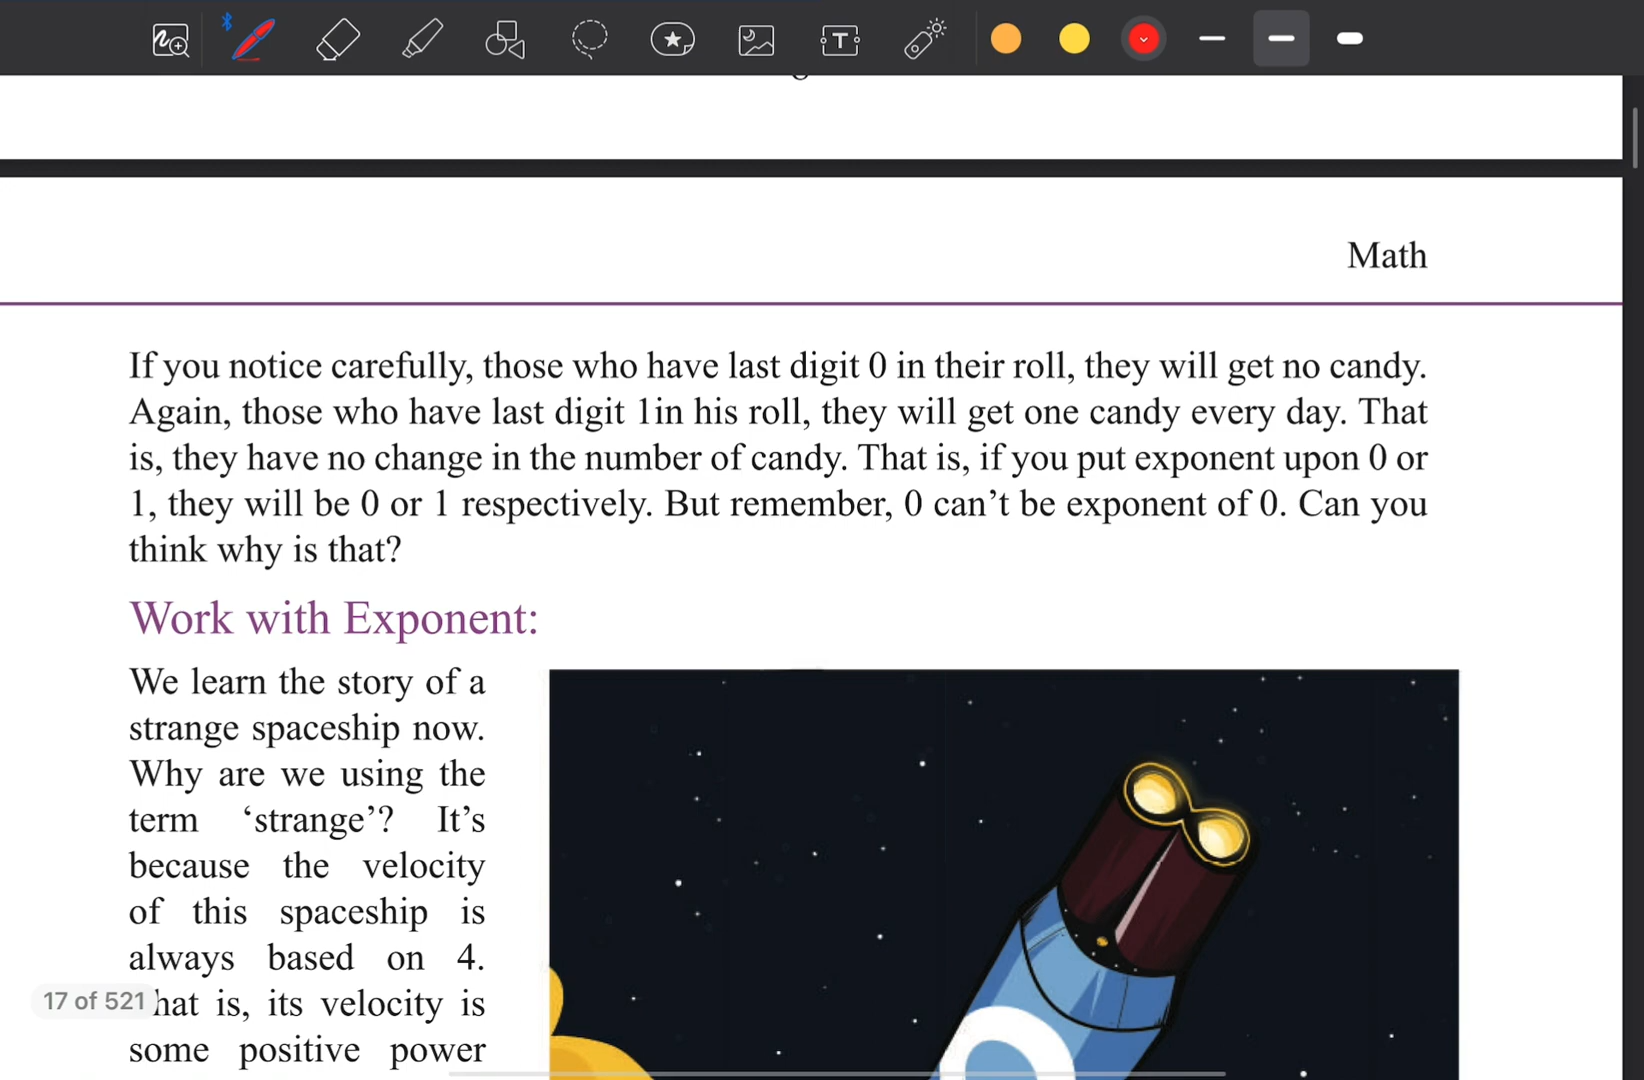 Math
If you notice carefully, those who have last digit 0 in their roll, they will get no candy.
Again, those who have last digit 1in his roll, they will get one candy every day. That
is, they have no change in the number of candy. That is, if you put exponent upon 0 or
1, they will be 0 or 1 respectively. But remember, 0 can’t be exponent of 0. Can you
think why is that?
Work with Exponent:
We learn the story of a
strange spaceship now.
Why are we using the
term ‘strange’? It’s
because the velocity
of this spaceship is
always based on 4.
hat is, its velocity is
some positive power
17 of 521